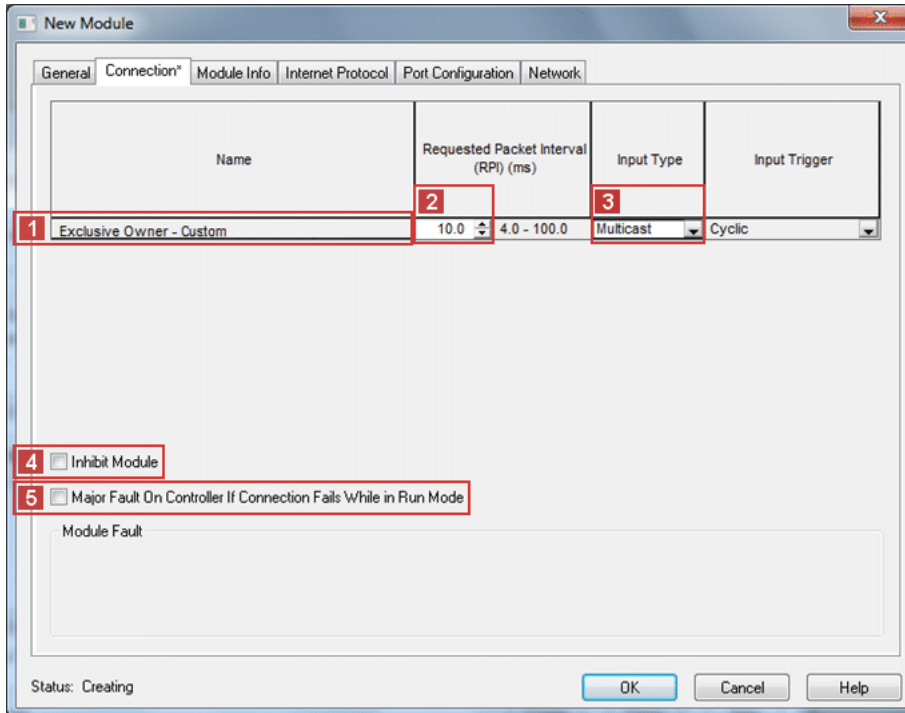 New Module
General
Connection*
Module Info
Internet Protocol
Port Configuration
Network
Name
Requested Packet Interval
(RPI) (ms)
Input Type
Input Trigger
2
3
1
Exclusive Owner - Custom
10.0
4.0 - 100.0
Multicast
Cyclic
4
Inhibit Module
5
Major Fault On Controller If Connection Fails While in Run Mode
Module Fault
Status: Creating
OK
Cancel
Help